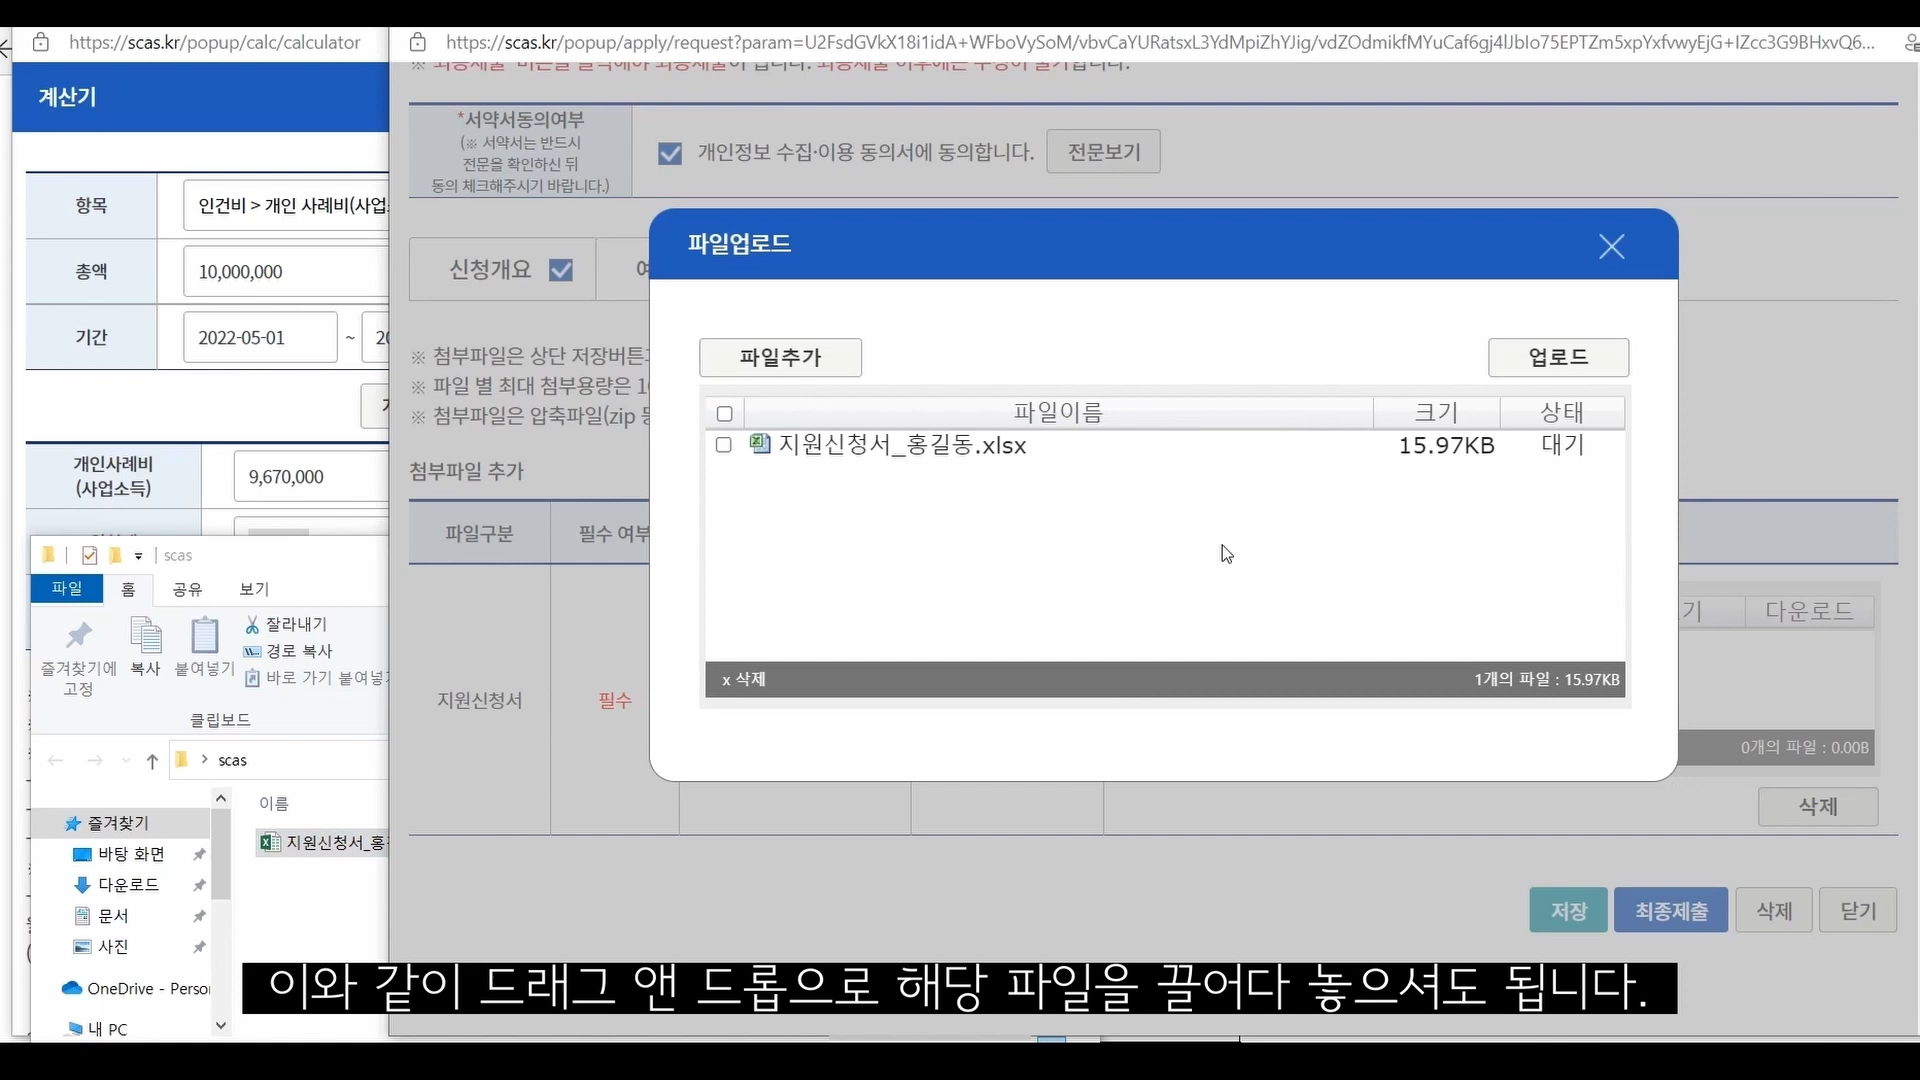 https://scas.kr/popup/calc/calculator
https://scas.kr/popup/apply/request?param=U2FsdGVkX18i1idA+WFboVySoM/vbvCaYURatsxL3YdMpiZhYJig/vdZOdmikfMYuCaf6gj4lJbIo75EPTZm5xpYxfvwyEjG+IZcc3G9BHxvQ6...
계산기
항목
인건비 > 개인 사례비(사업
총액
10,000,000
기간
2022-05-01
~
20
개인사례비
(사업소득)
9,670,000
*서약서동의여부
(※ 서약서는 반드시
전문을 확인하신 뒤
동의 체크해주시기 바랍니다.)
개인정보 수집·이용 동의서에 동의합니다.
전문보기
신청개요
※ 첨부파일은 상단 저장버튼
※ 파일 별 최대 첨부용량은 1
※ 첨부파일은 압축파일(zip
첨부파일 추가
파일구분
필수 여부
지원신청서
필수
파일업로드
파일추가
업로드
파일이름
크기
상태
지원신청서_홍길동.xlsx
15.97KB
대기
x 삭제
1개의 파일 : 15.97KB
기
다운로드
0개의 파일 : 0.00B
삭제
저장
최종제출
삭제
닫기
scas
파일
홈
공유
보기
즐겨찾기에
고정
복사
붙여넣기
잘라내기
경로 복사
바로 가기 붙여넣기
클립보드
scas
이름
지원신청서_홍
즐겨찾기
바탕 화면
다운로드
문서
사진
OneDrive - Perso
내 PC
이와 같이 드래그 앤 드롭으로 해당 파일을 끌어다 놓으셔도 됩니다.